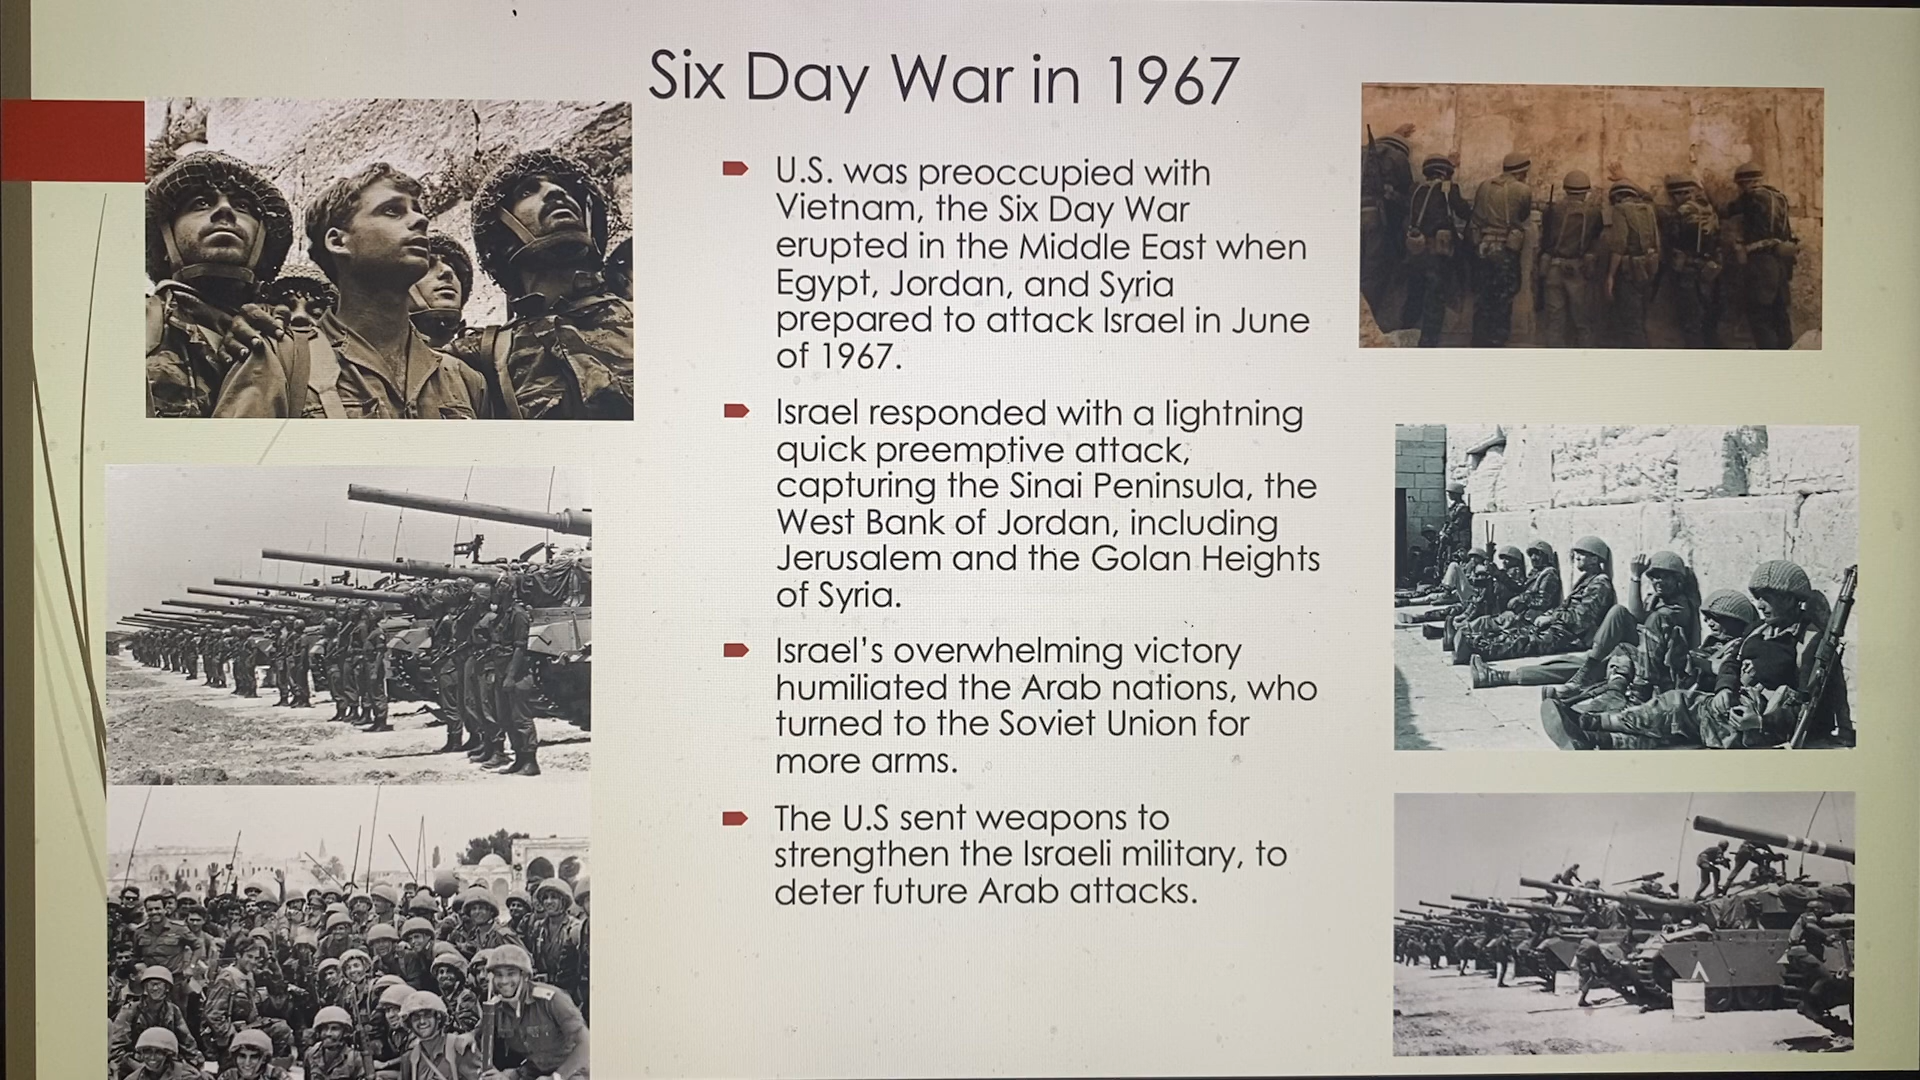 Six Day War in 1967
U.S. was preoccupied with
Vietnam, the Six Day War
erupted in the Middle East when
Egypt, Jordan, and Syria
prepared to attack Israel in June
of 1967.
Israel responded with a lightning
quick preemptive attack,
capturing the Sinai Peninsula, the
West Bank of Jordan, including
Jerusalem and the Golan Heights
of Syria.
Israel's overwhelming victory
humiliated the Arab nations, who
turned to the Soviet Union for
more arms.
The U.S sent weapons to
strengthen the Israeli military, to
deter future Arab attacks.